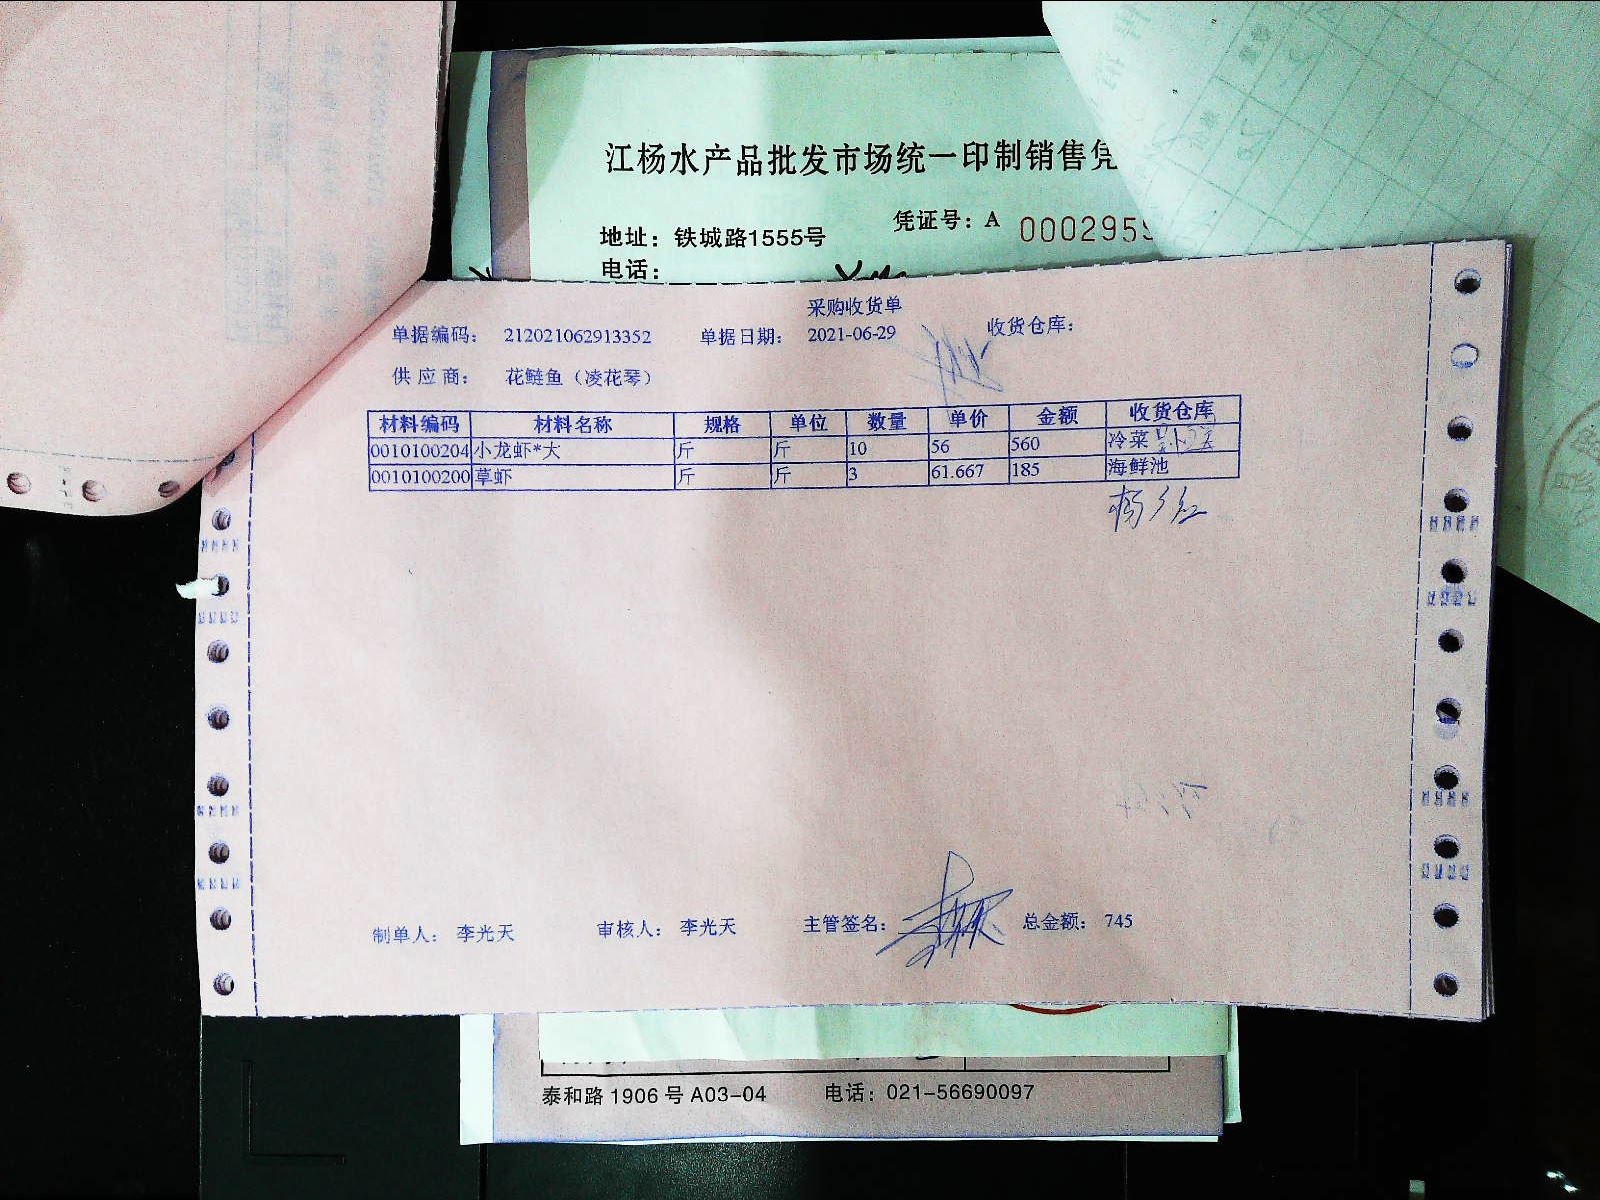 江杨水产品批发市场统一印制销售凭
凭证号：A 0002959
地址：铁城路1555号
电话：
采购收货单
单据编码： 212021062913352 单据日期： 2021-06-29 收货仓库：
供应商： 花鲢鱼（凌花琴）
材料编码 材料名称 规格 单位 数量 单价 金额 收货仓库
0010100204 小龙虾*大 斤 斤 10 56 560 冷菜
0010100200 草虾 斤 斤 3 61.667 185 海鲜池
制单人： 李光天 审核人： 李光天 主管签名： 总金额： 745
泰和路1906号A03-04 电话：021-56690097